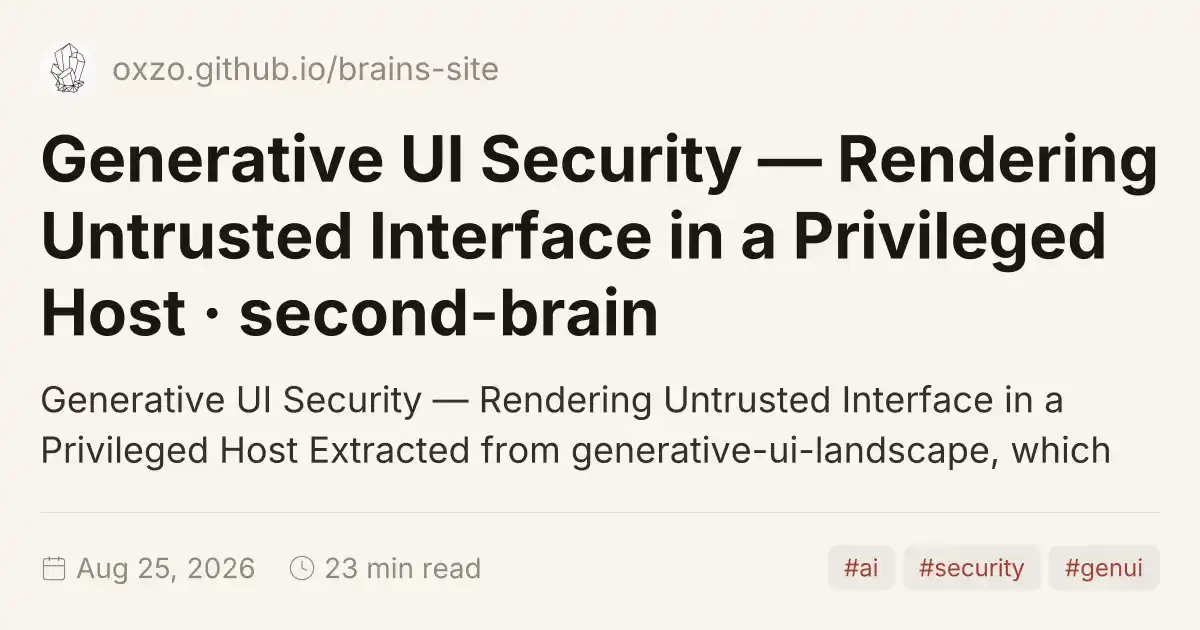 oxzo.github.io/brains-site
Generative UI Security — Rendering
Untrusted Interface in a Privileged
Host · second-brain
Generative UI Security — Rendering Untrusted Interface in a
Privileged Host Extracted from generative-ui-landscape, which
Aug 25, 2026 23 min read #ai #security #genui